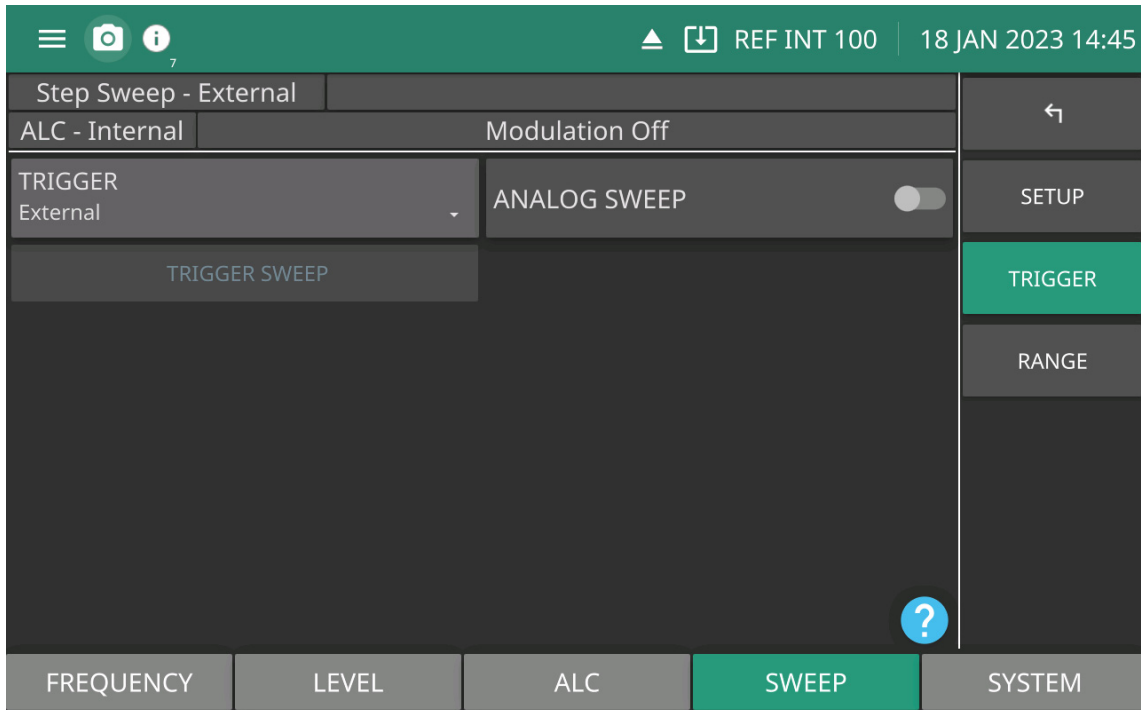 i
7
REF INT 100
18 JAN 2023 14:45
Step Sweep - External
ALC - Internal
Modulation Off
TRIGGER
External
ANALOG SWEEP
TRIGGER SWEEP
SETUP
TRIGGER
RANGE
?
FREQUENCY
LEVEL
ALC
SWEEP
SYSTEM